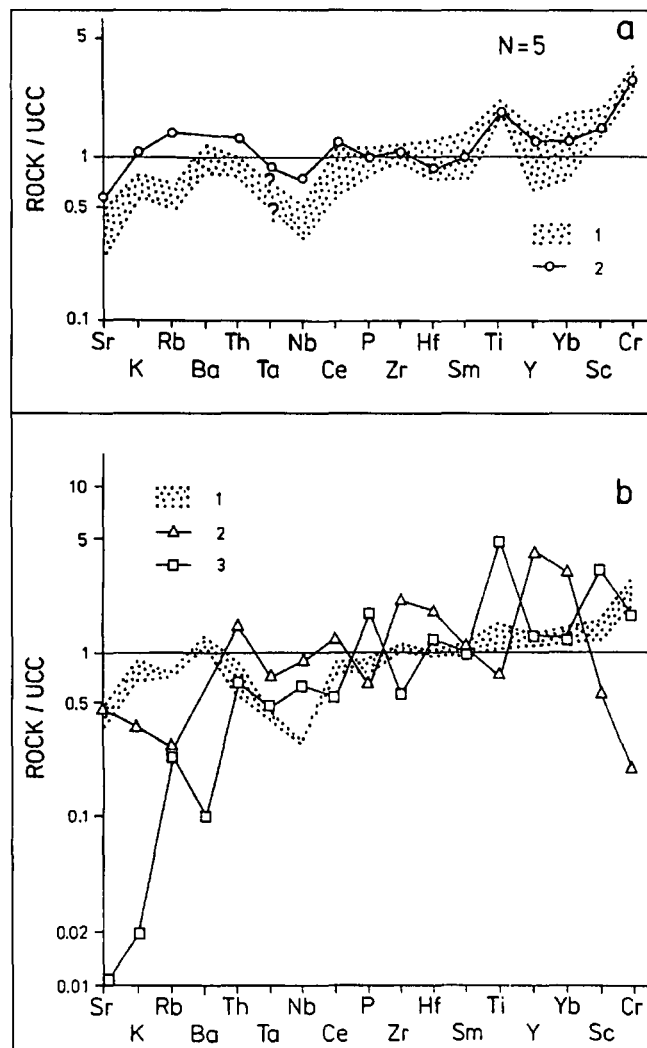 a
N=5
5
1
0.5
0.1
ROCK / UCC
1
2
?
?
Sr Rb Th Nb P Hf Ti Yb Cr
K Ba Ta Ce Zr Sm Y Sc
b
10
5
1
0.5
0.1
0.02
0.01
ROCK / UCC
1
2
3
Sr Rb Th Nb P Hf Ti Yb Cr
K Ba Ta Ce Zr Sm Y Sc